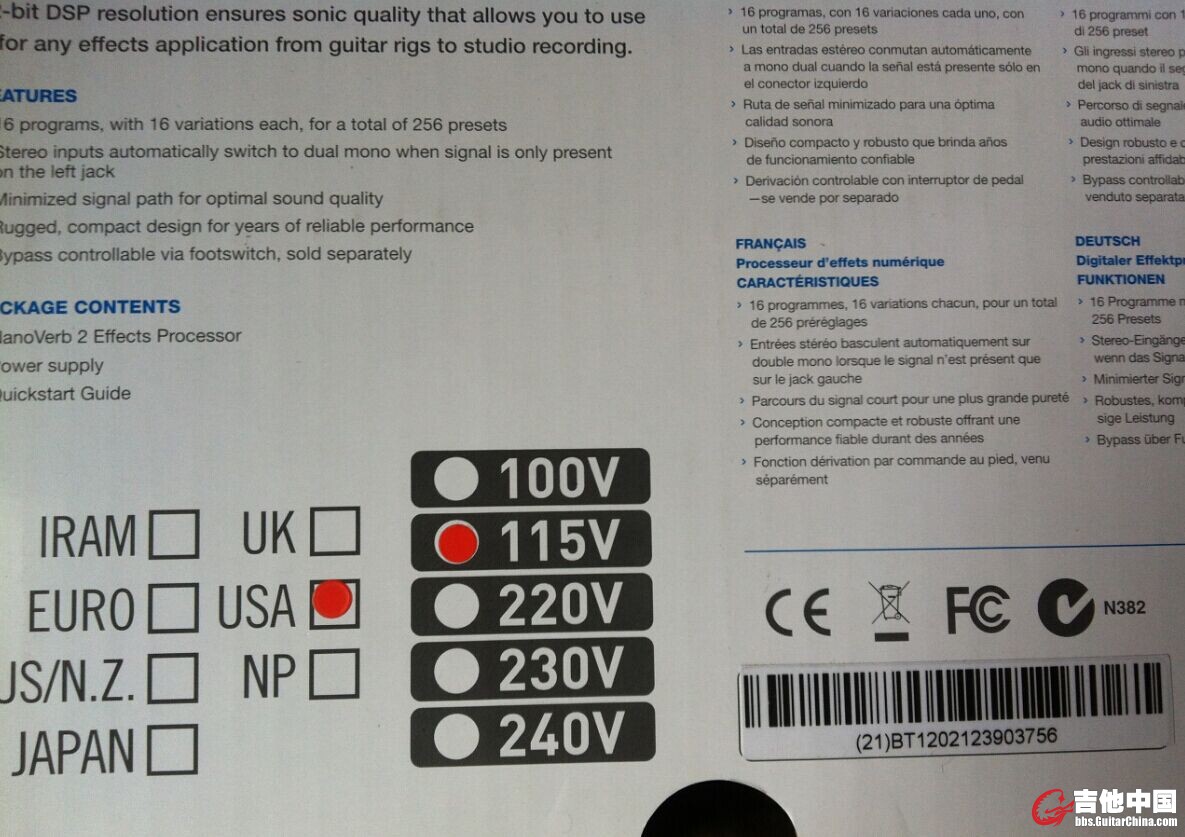 -bit DSP resolution ensures sonic quality that allows you to use
for any effects application from guitar rigs to studio recording.
ATURES
16 programs, with 16 variations each, for a total of 256 presets
Stereo inputs automatically switch to dual mono when signal is only present
on the left jack
Minimized signal path for optimal sound quality
Rugged, compact design for years of reliable performance
Bypass controllable via footswitch, sold separately
CKAGE CONTENTS
NanoVerb 2 Effects Processor
Power supply
Quickstart Guide
IRAM
UK
EURO
USA
US/N.Z.
NP
JAPAN
100V
115V
220V
230V
240V
› 16 programas, con 16 variaciones cada uno, con
un total de 256 presets
› Las entradas estéreo conmutan automáticamente
a mono dual cuando la señal está presente sólo en
el conector izquierdo
› Ruta de señal minimizado para una óptima
calidad sonora
› Diseño compacto y robusto que brinda años
de funcionamiento confiable
› Derivación controlable con interruptor de pedal
—se vende por separado
FRANÇAIS
Processeur d'effets numérique
CARACTÉRISTIQUES
› 16 programmes, 16 variations chacun, pour un total
de 256 préréglages
› Entrées stéréo basculent automatiquement sur
double mono lorsque le signal n'est présent que
sur le jack gauche
› Parcours du signal court pour une plus grande pureté
› Conception compacte et robuste offrant une
performance fiable durant des années
› Fonction dérivation par commande au pied, venu
séparément
› 16 programmi con 1
di 256 preset
› Gli ingressi stereo p
mono quando il seg
del jack di sinistra
› Percorso di segnale
audio ottimale
› Design robusto e c
prestazioni affidab
› Bypass controllab
venduto separata
DEUTSCH
Digitaler Effektpr
FUNKTIONEN
› 16 Programme m
256 Presets
› Stereo-Eingänge
wenn das Signa
› Minimierter Sign
› Robustes, komp
sige Leistung
› Bypass über Fu
CE
FC
N382
(21)BT1202123903756
吉他中国
bbs.GuitarChina.com